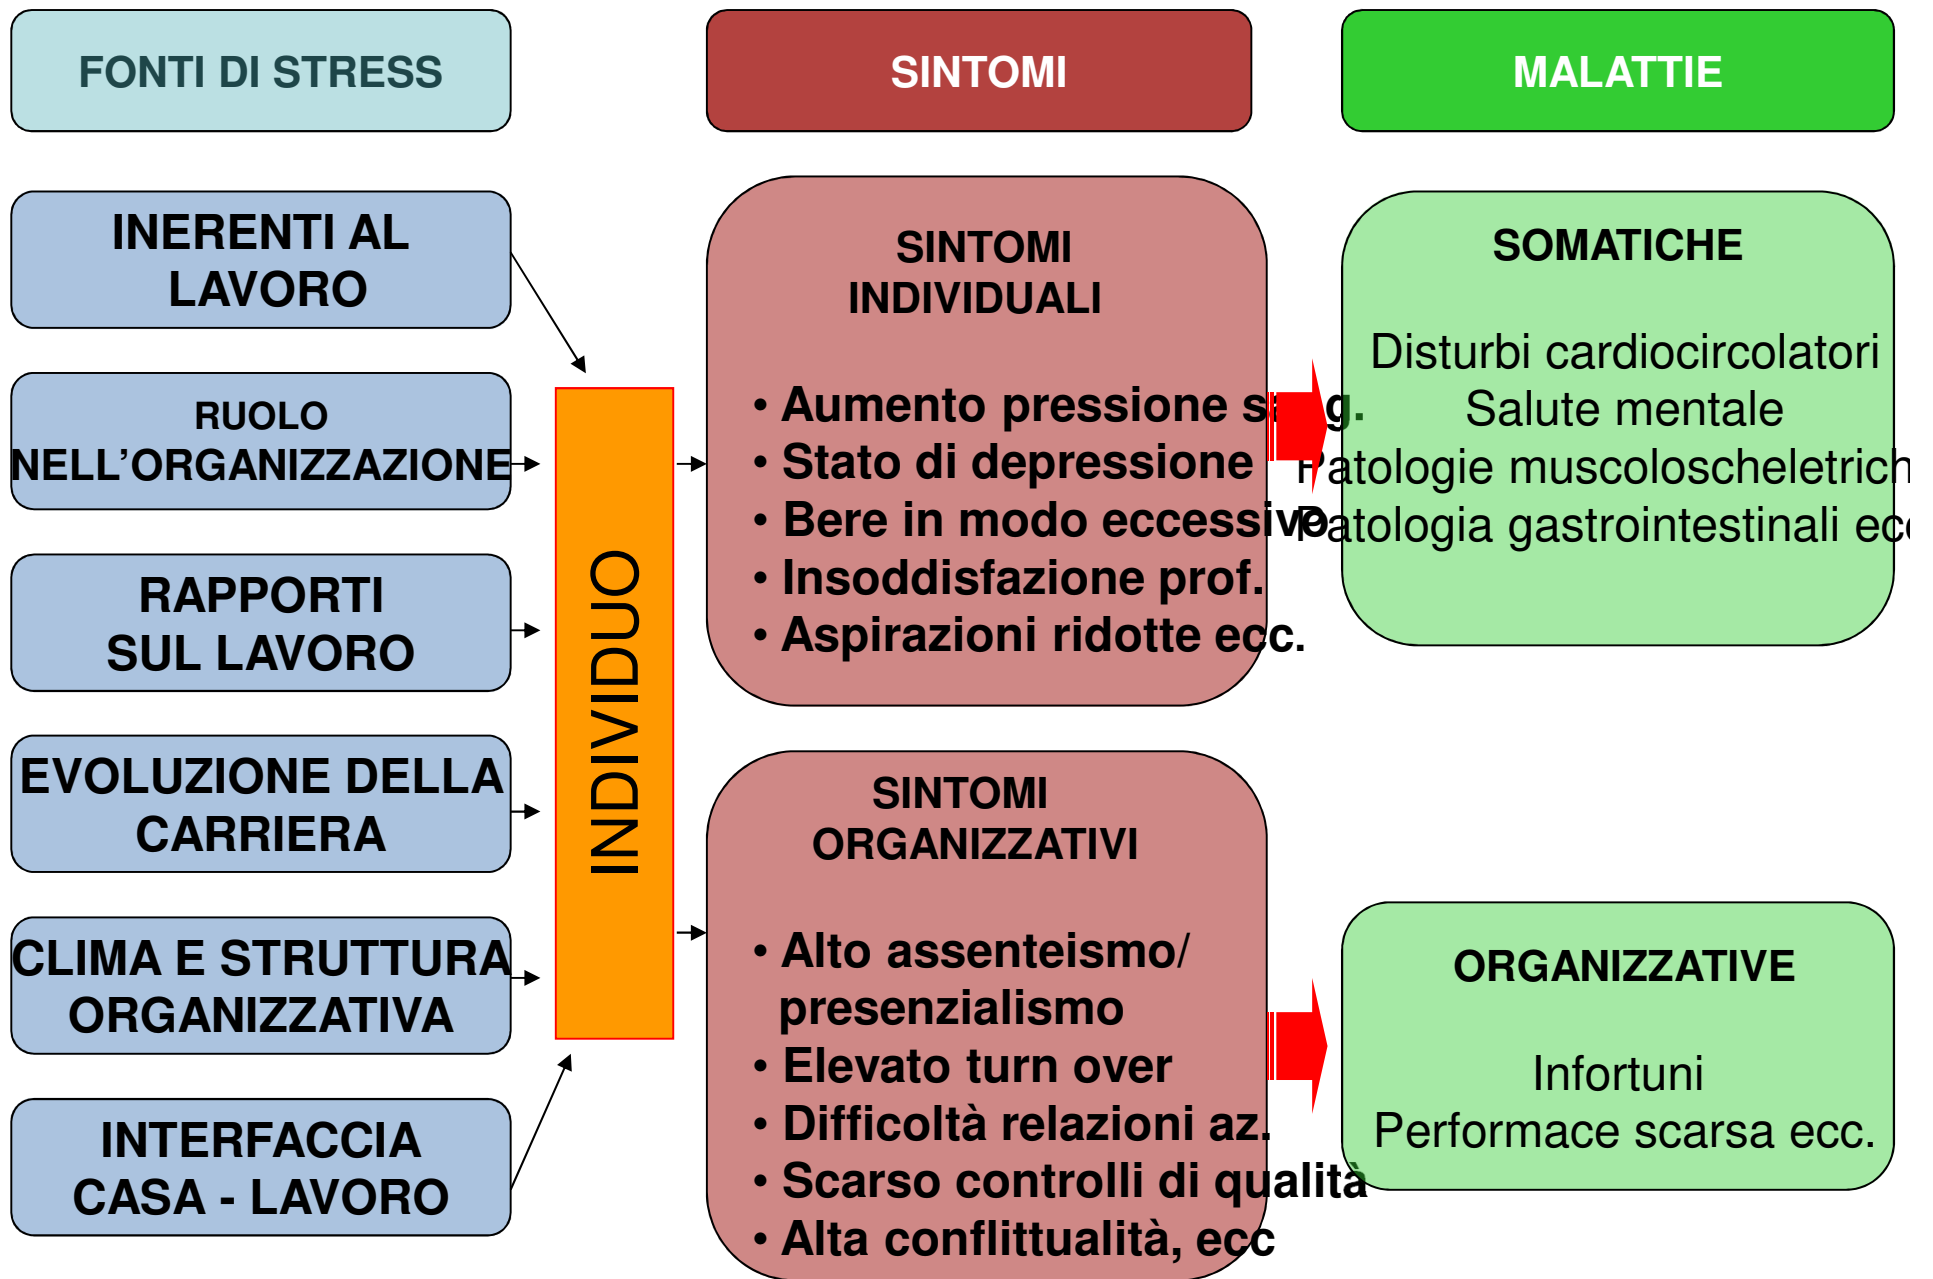 FONTI DI STRESS
SINTOMI
MALATTIE
INERENTI AL
LAVORO
RUOLO
NELL’ORGANIZZAZIONE
RAPPORTI
SUL LAVORO
EVOLUZIONE DELLA
CARRIERA
CLIMA E STRUTTURA
ORGANIZZATIVA
INTERFACCIA
CASA - LAVORO
INDIVIDUO
SINTOMI
INDIVIDUALI
• Aumento pressione
• Stato di depressione
• Bere in modo eccessivo
• Insoddisfazione prof.
• Aspirazioni ridotte ecc.
SINTOMI
ORGANIZZATIVI
• Alto assenteismo/
presenzialismo
• Elevato turn over
• Difficoltà relazioni az.
• Scarso controlli di qualità
• Alta conflittualità, ecc
SOMATICHE
Disturbi cardiocircolatori
Salute mentale
Patologie muscoloscheletrich
Patologia gastrointestinali ecc
ORGANIZZATIVE
Infortuni
Performace scarsa ecc.